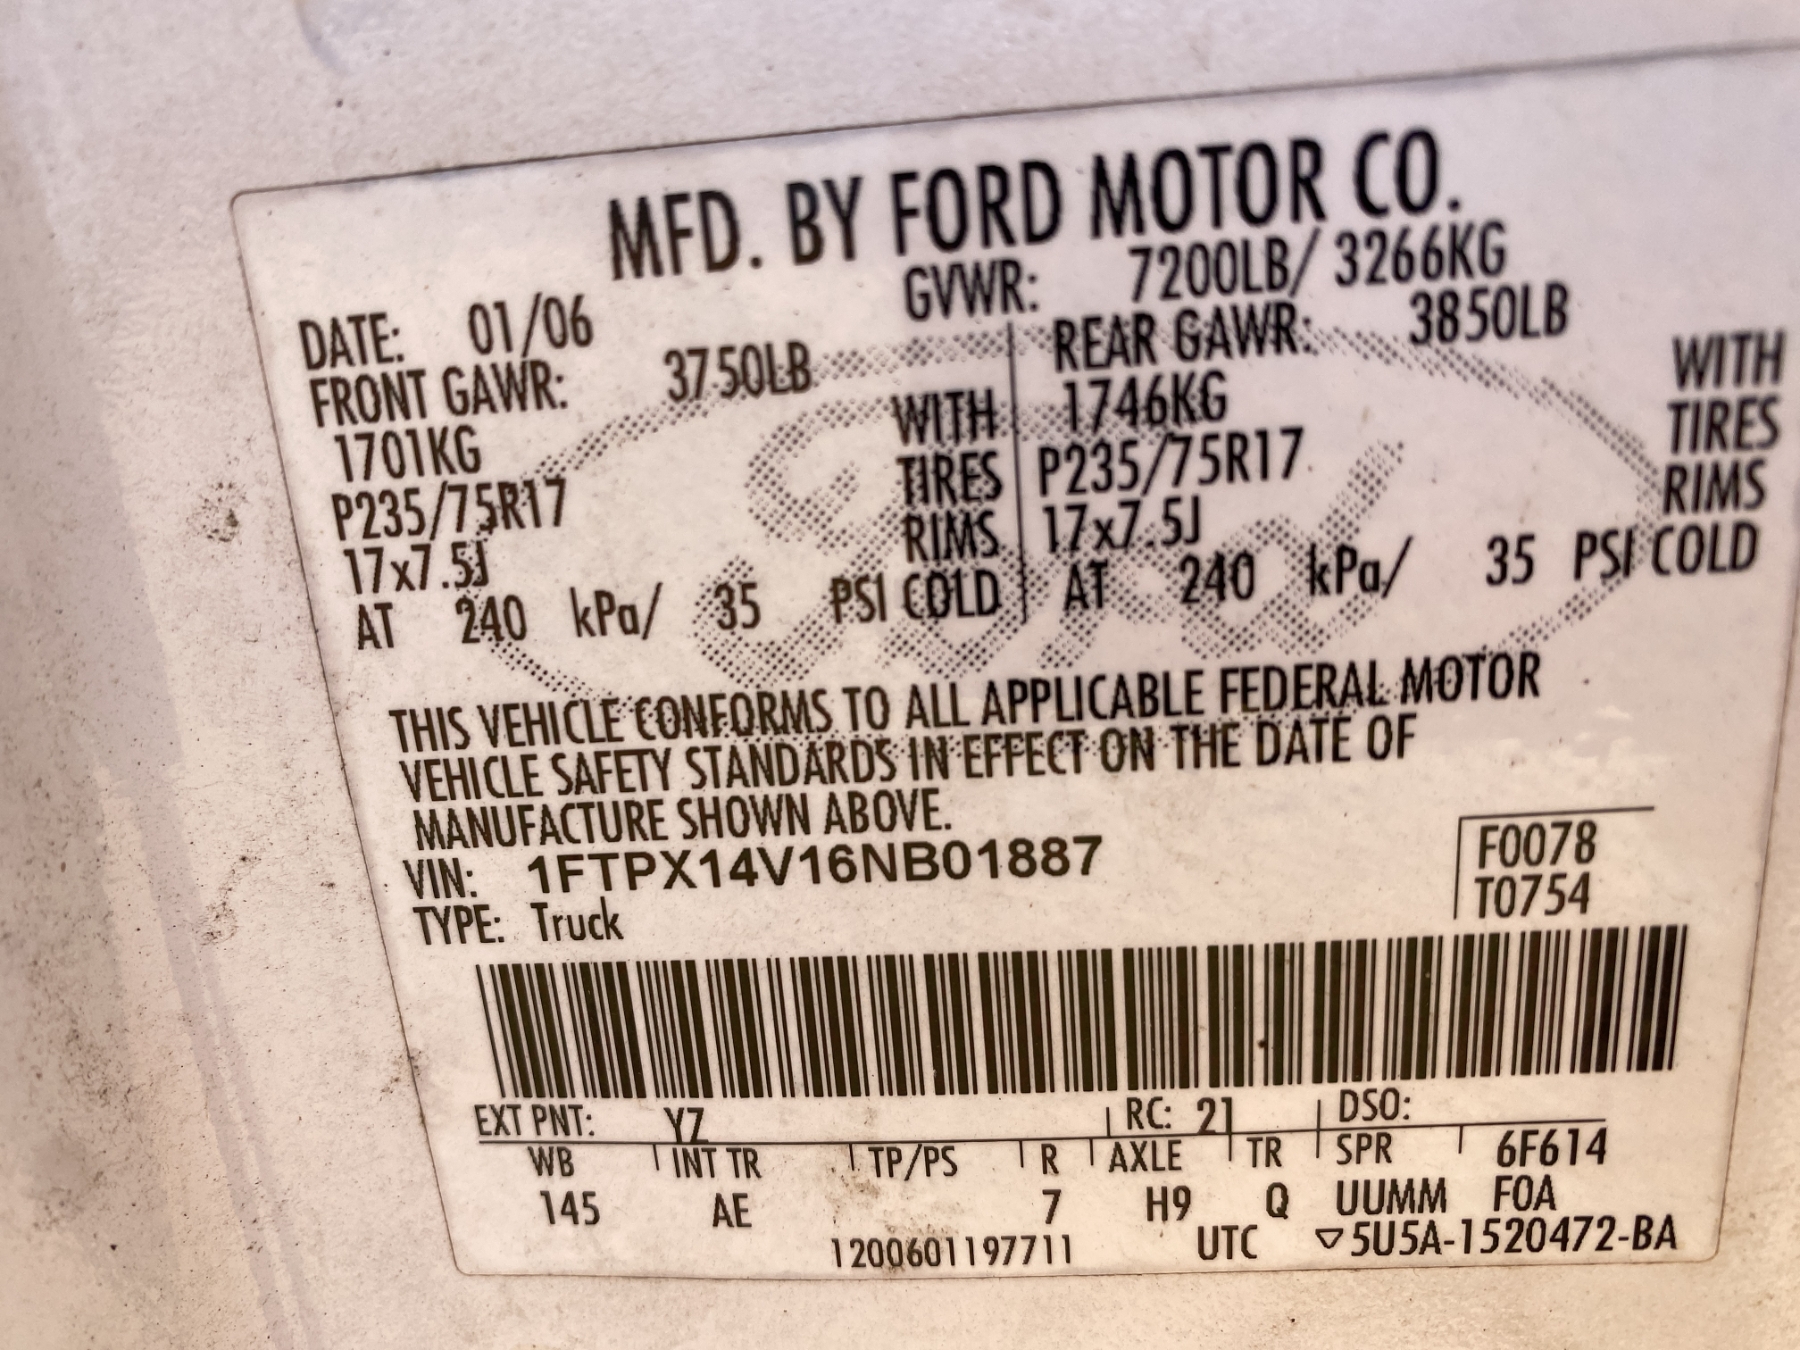 MFD. BY FORD MOTOR CO.
DATE: 01/06 GVWR: 7200LB/ 3266KG
FRONT GAWR: 3750LB REAR GAWR: 3850LB
1701KG WITH 1746KG WITH
P235/75R17 TIRES P235/75R17 TIRES
17x7.5J RIMS 17x7.5J RIMS
AT 240 kPa/ 35 PSI COLD AT 240 kPa/ 35 PSI COLD
THIS VEHICLE CONFORMS TO ALL APPLICABLE FEDERAL MOTOR
VEHICLE SAFETY STANDARDS IN EFFECT ON THE DATE OF
MANUFACTURE SHOWN ABOVE.
VIN: 1FTPX14V16NB01887 F0078
TYPE: Truck T0754
EXT PNT: YZ RC: 21 DSO:
WB INT TR TP/PS R AXLE TR SPR 6F614
145 AE 7 H9 Q UUMM F0A
1200601197711 UTC ▽5U5A-1520472-BA
Ford